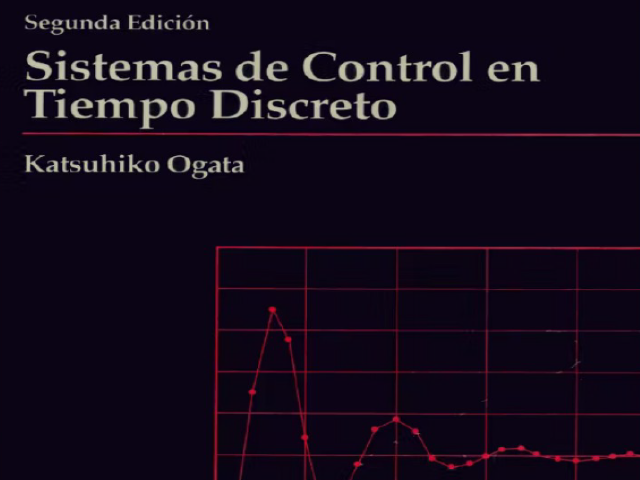 Segunda Edición
Sistemas de Control en
Tiempo Discreto
Katsuhiko Ogata